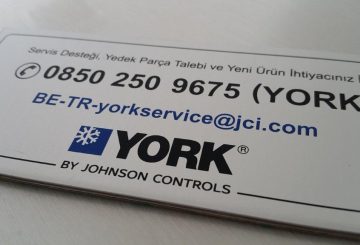 Servis Desteği, Yedek Parça Talebi ve Yeni Ürün İhtiyacınız
0850 250 9675 (YORK
BE-TR-yorkservice@jci.com
YORK®
BY JOHNSON CONTROLS